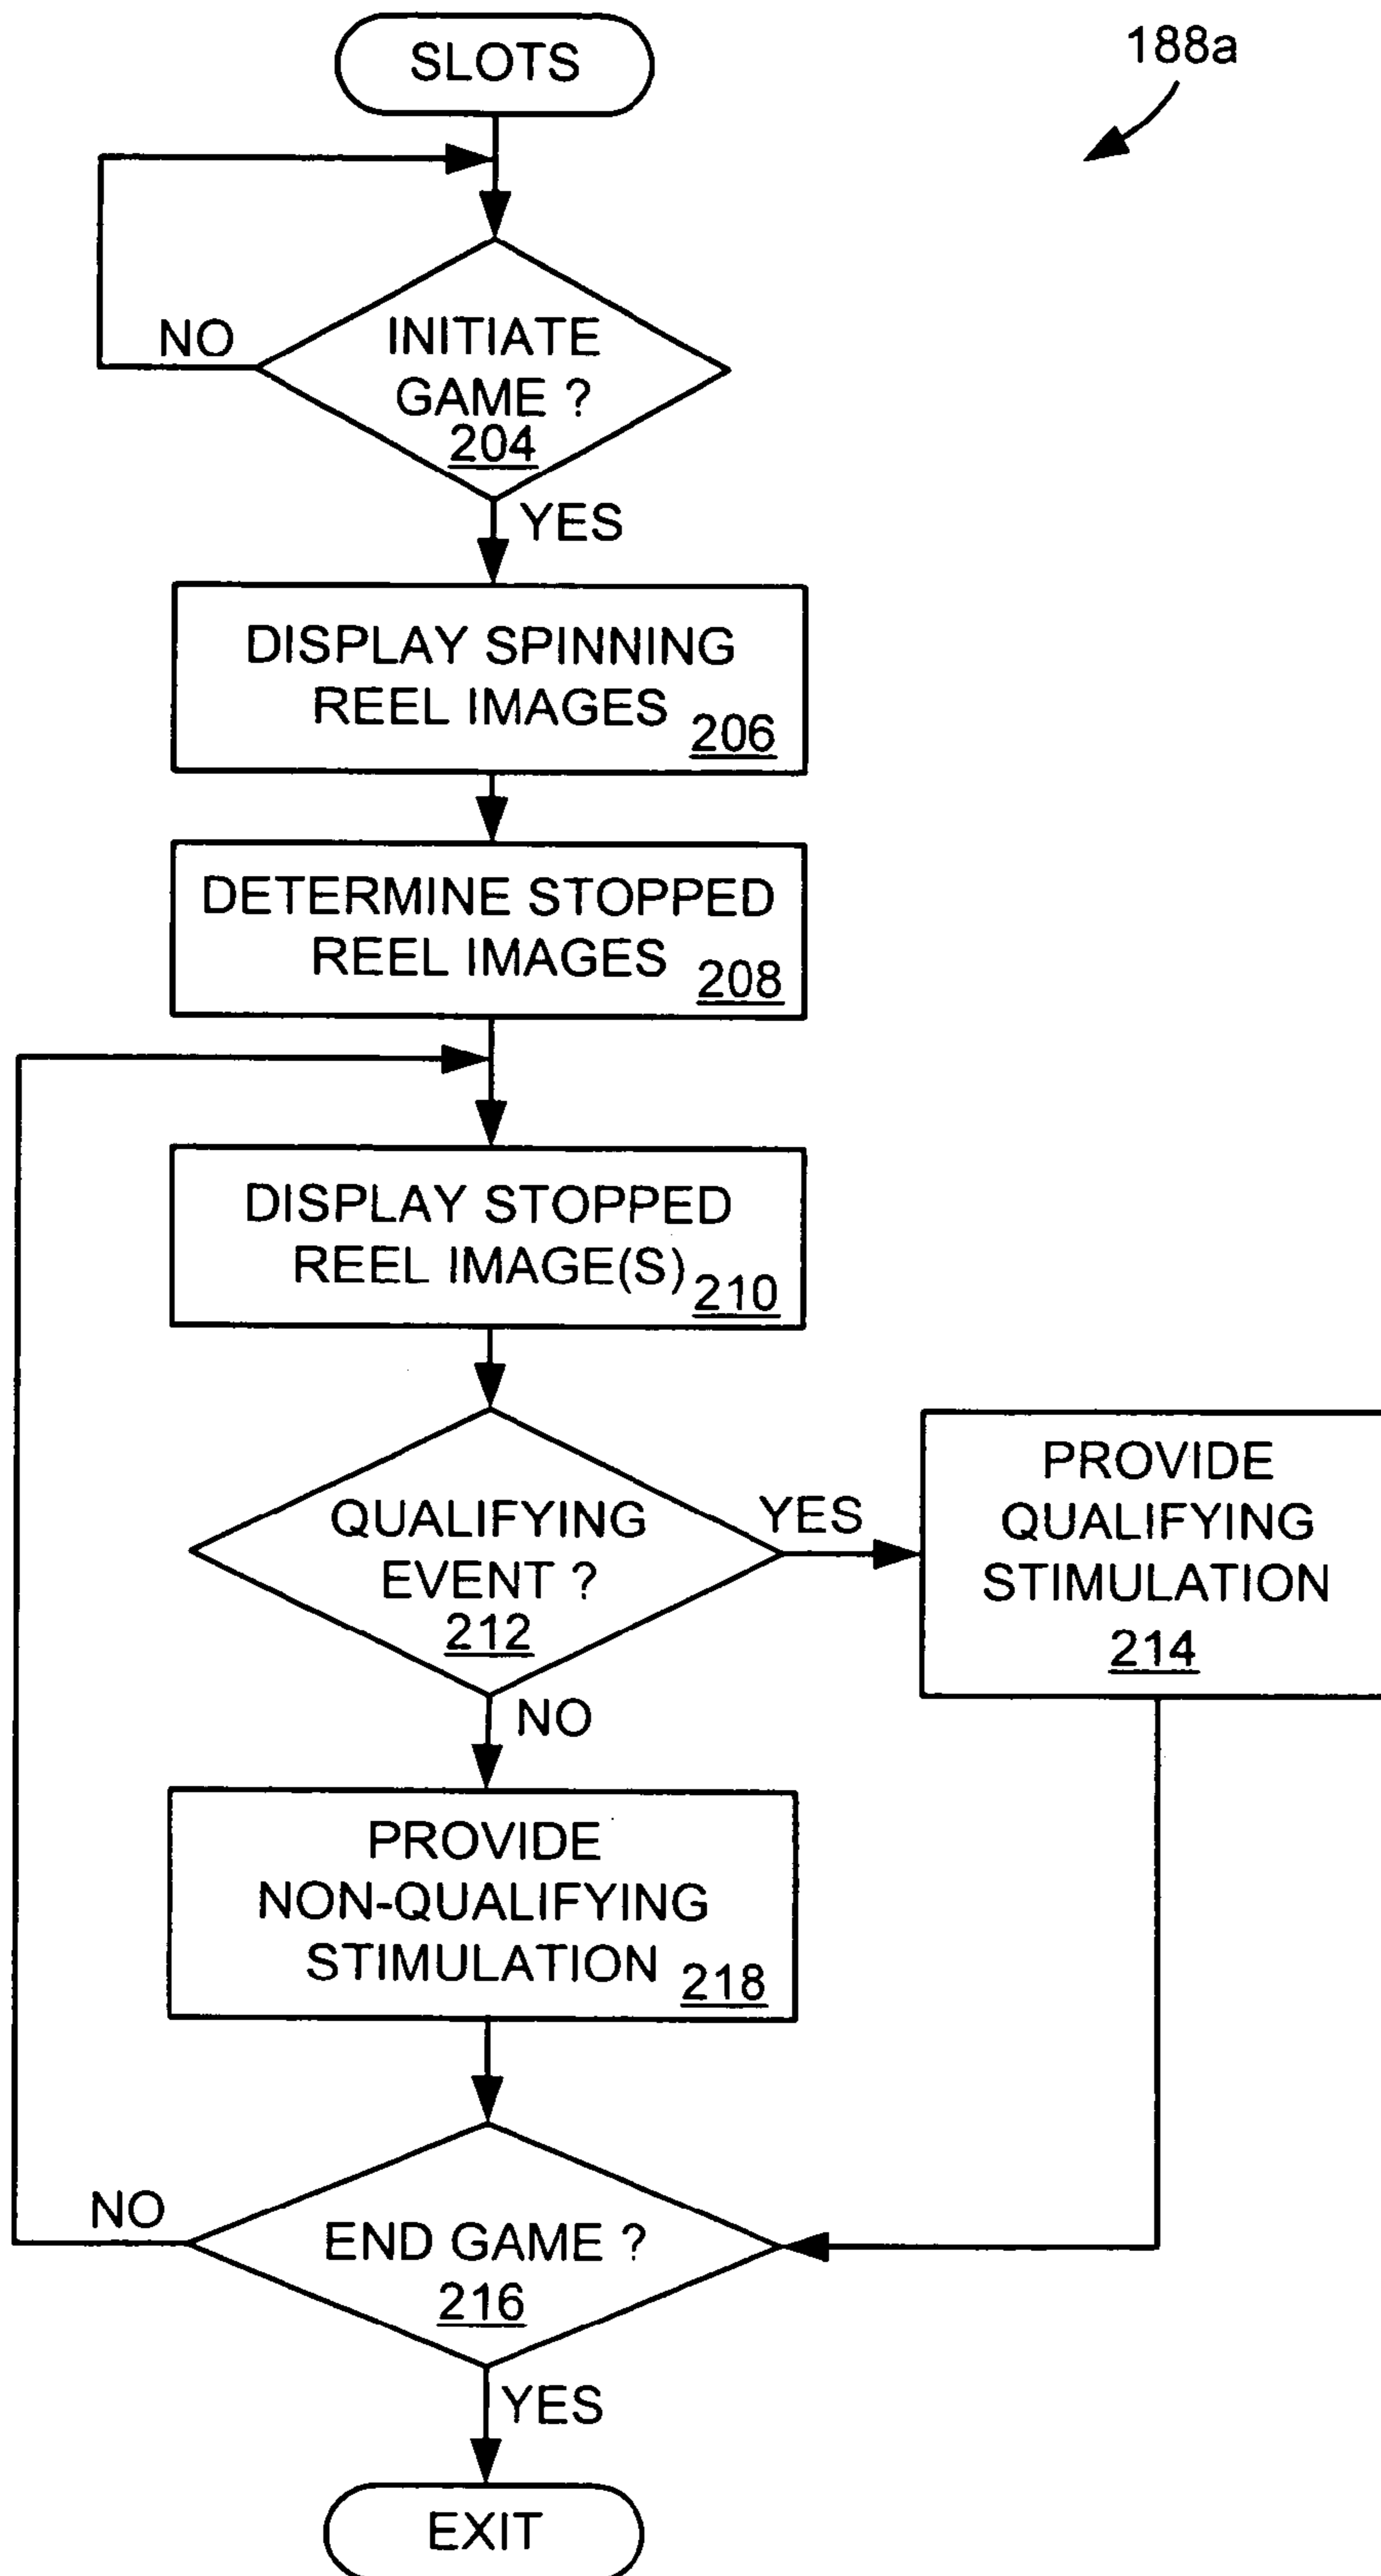 SLOTS
188a
INITIATE
GAME ?
204
NO
YES
DISPLAY SPINNING
REEL IMAGES
206
DETERMINE STOPPED
REEL IMAGES
208
DISPLAY STOPPED
REEL IMAGE(S)
210
QUALIFYING
EVENT ?
212
YES
PROVIDE
QUALIFYING
STIMULATION
214
NO
PROVIDE
NON-QUALIFYING
STIMULATION
218
NO
END GAME ?
216
YES
EXIT